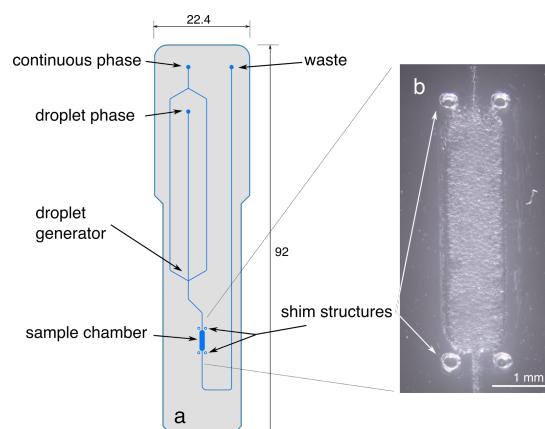 22.4
continuous phase
waste
droplet phase
b
droplet
generator
92
shim structures
sample chamber
1 mm
a